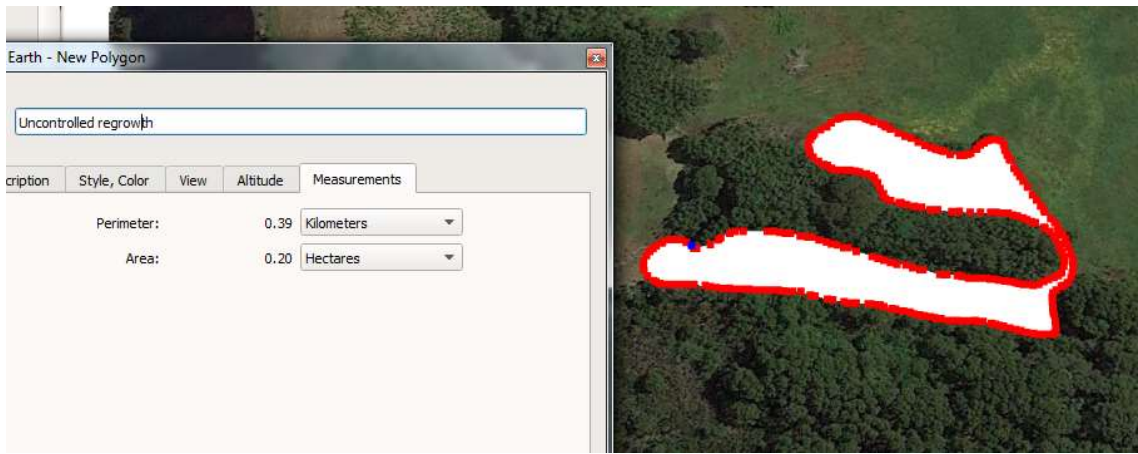 Earth - New Polygon
Uncontrolled regrowth
cription Style, Color View Altitude Measurements
Perimeter: 0.39 Kilometers
Area: 0.20 Hectares